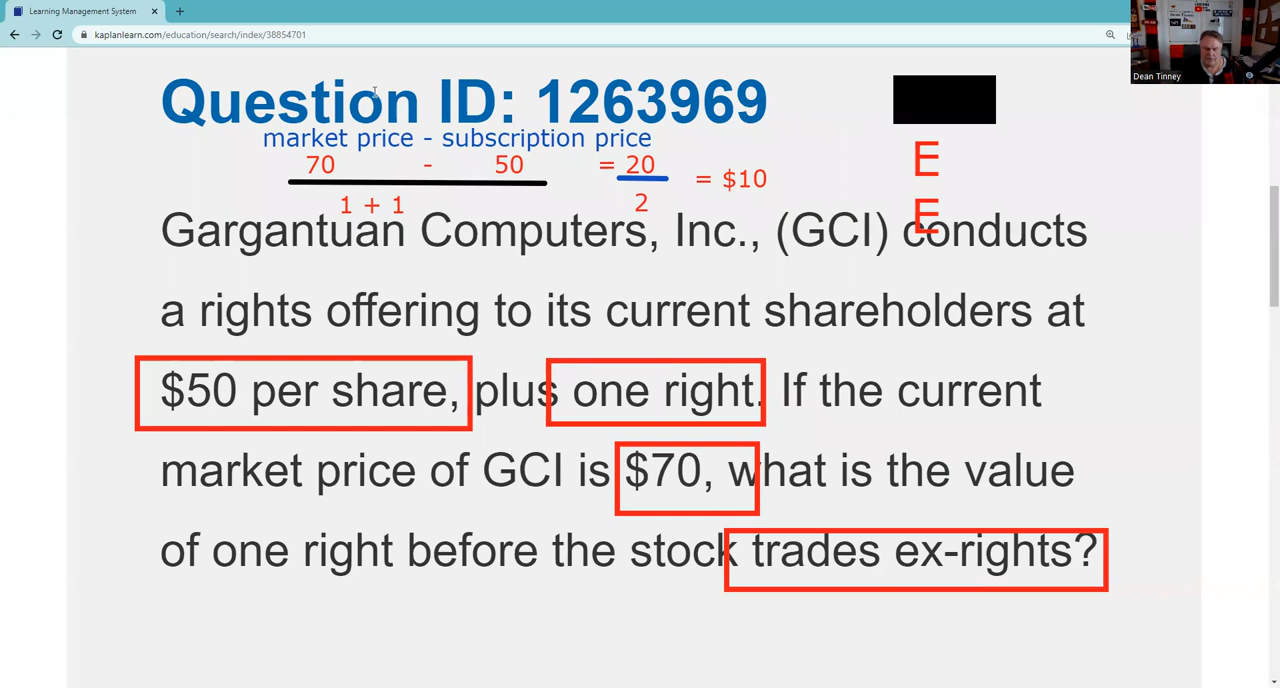 Learning Management System
kaplanlearn.com/education/search/index/38854701
Dean Tinney
Question ID: 1263969
market price - subscription price
70 - 50 = 20
1 + 1 2 = $10
E
E
Gargantuan Computers, Inc., (GCI) conducts
a rights offering to its current shareholders at
$50 per share, plus one right. If the current
market price of GCI is $70, what is the value
of one right before the stock trades ex-rights?